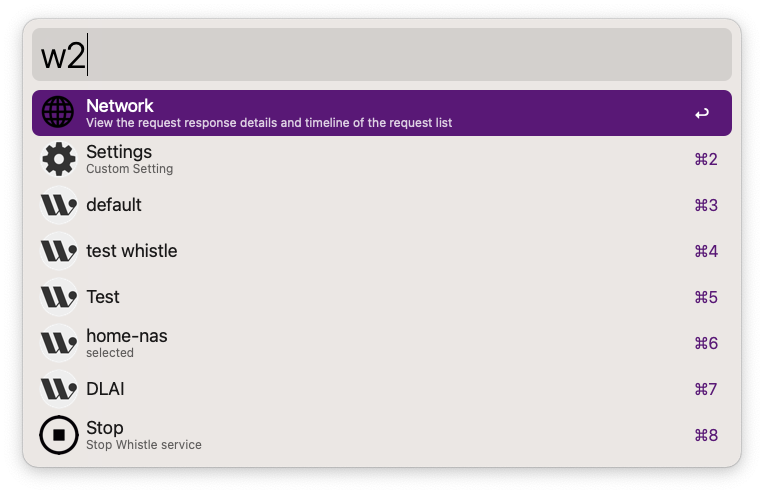 w2
Network
View the request response details and timeline of the request list
↩
Settings
Custom Setting
⌘2
default
⌘3
test whistle
⌘4
Test
⌘5
home-nas
selected
⌘6
DLAI
⌘7
Stop
Stop Whistle service
⌘8